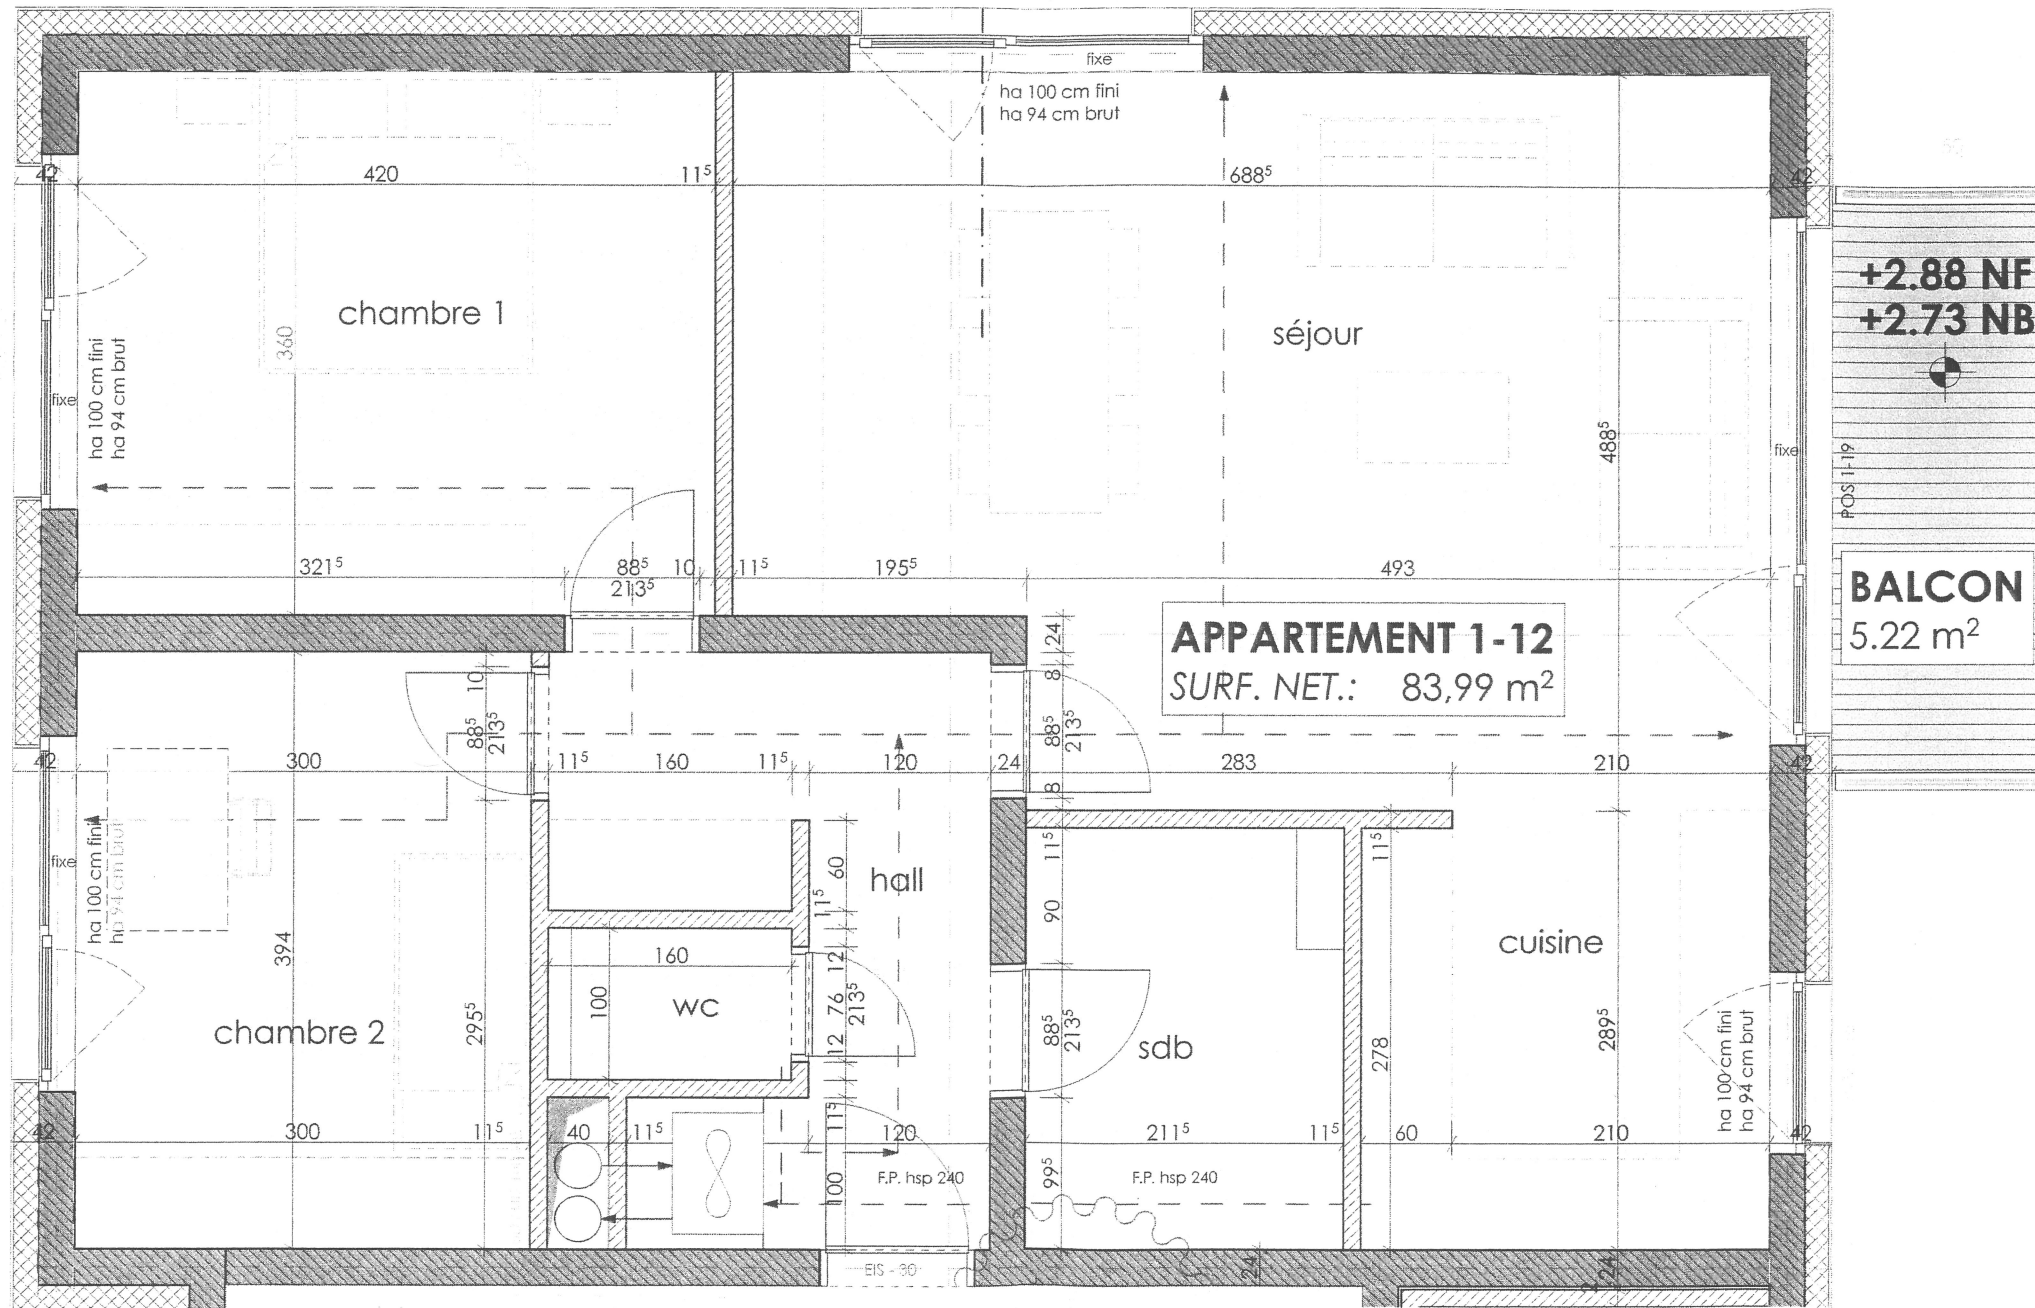 fixe
ha 100 cm fini
ha 94 cm brut
42
420
11⁵
688⁵
42
+2.88 NF
+2.73 NB
chambre 1
séjour
360
ha 100 cm fini
ha 94 cm brut
fixe
488⁵
fixe
POS 1-19
321⁵
88⁵
213⁵
10
11⁵
195⁵
493
BALCON
5.22 m²
APPARTEMENT 1-12
SURF. NET.: 83,99 m²
24
8
88⁵
213⁵
8
10
88⁵
213⁵
42
300
11⁵
160
11⁵
120
24
283
210
42
fixe
ha 100 cm fini
ha 94 cm brut
394
295⁵
chambre 2
60
11⁵
hall
11⁵
90
11⁵
cuisine
160
100
wc
12
76
213⁵
12
88⁵
213⁵
sdb
278
289⁵
ha 100 cm fini
ha 94 cm brut
42
300
11⁵
40
11⁵
11⁵
120
211⁵
11⁵
60
210
42
100
F.P. hsp 240
99⁵
F.P. hsp 240
24
24